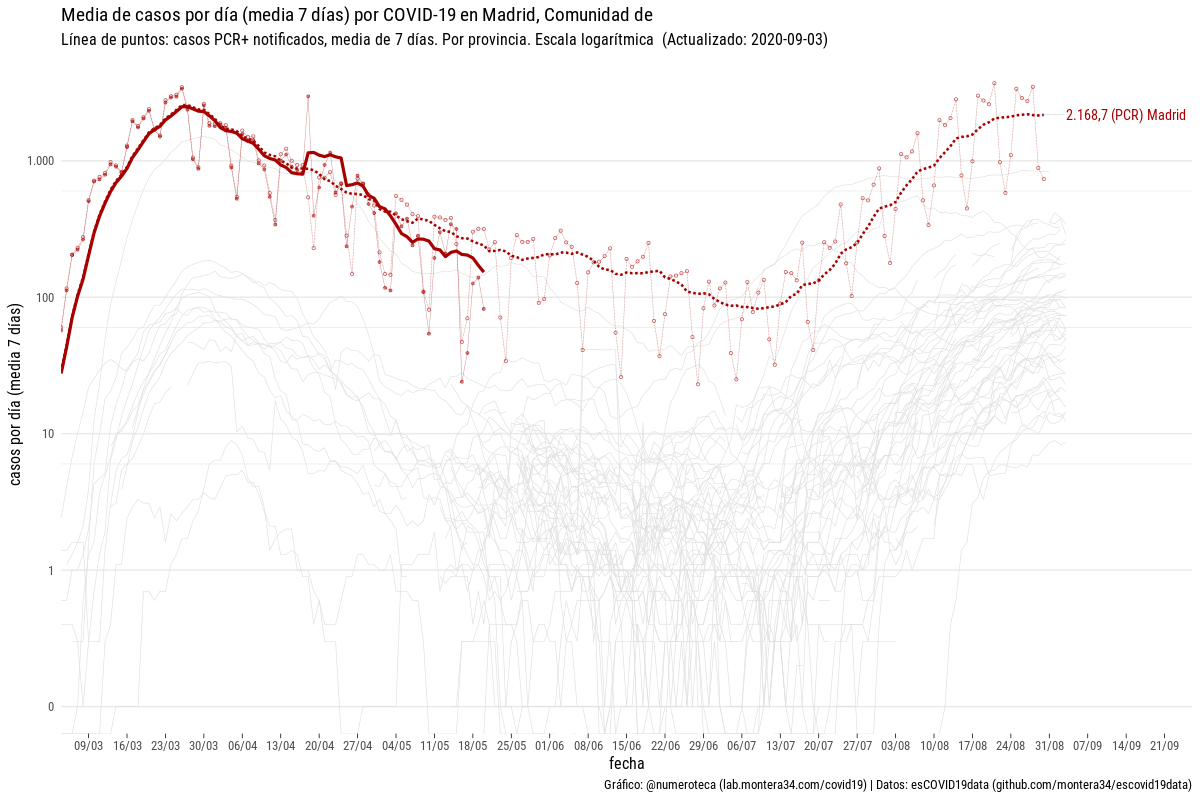 Media de casos por día (media 7 días) por COVID-19 en Madrid, Comunidad de
Línea de puntos: casos PCR+ notificados, media de 7 días. Por provincia. Escala logarítmica  (Actualizado: 2020-09-03)
2.168,7 (PCR) Madrid
casos por día (media 7 días)
1.000
100
10
1
0
09/03 16/03 23/03 30/03 06/04 13/04 20/04 27/04 04/05 11/05 18/05 25/05 01/06 08/06 15/06 22/06 29/06 06/07 13/07 20/07 27/07 03/08 10/08 17/08 24/08 31/08 07/09 14/09 21/09
fecha
Gráfico: @numeroteca (lab.montera34.com/covid19) | Datos: esCOVID19data (github.com/montera34/escovid19data)